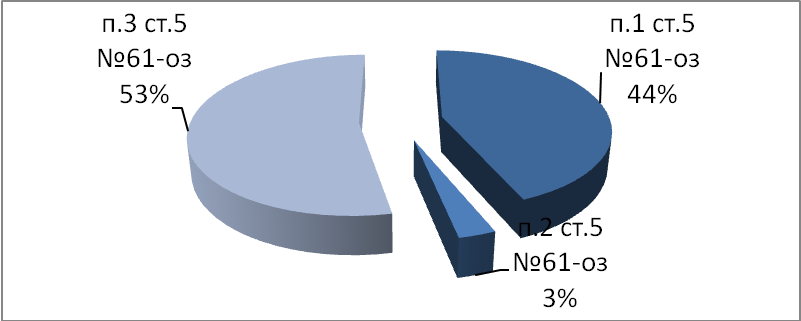 п.3 ст.5
№61-оз
53%
п.1 ст.5
№61-оз
44%
п.2 ст.5
№61-оз
3%